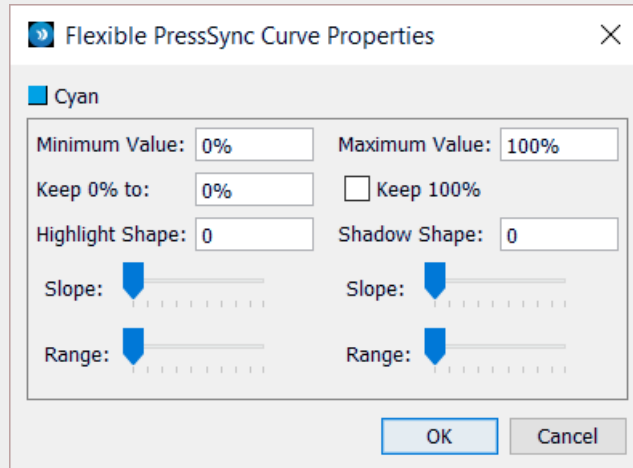 Flexible PressSync Curve Properties
Cyan
Minimum Value: 0% Maximum Value: 100%
Keep 0% to: 0% Keep 100%
Highlight Shape: 0 Shadow Shape: 0
Slope: Slope:
Range: Range:
OK Cancel